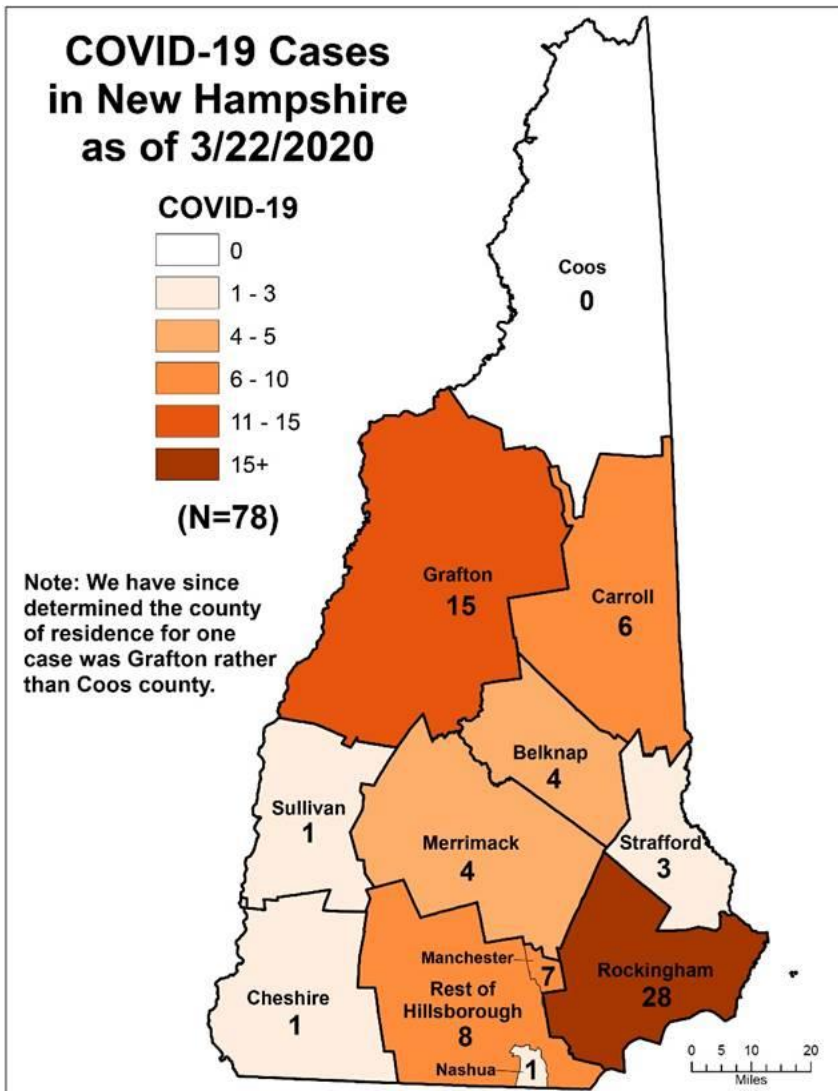 COVID-19 Cases
in New Hampshire
as of 3/22/2020
COVID-19
0
1 - 3
4 - 5
6 - 10
11 - 15
15+
(N=78)
Note: We have since
determined the county
of residence for one
case was Grafton rather
than Coos county.
Coos
0
Grafton
15
Carroll
6
Belknap
4
Sullivan
1
Merrimack
4
Strafford
3
Manchester
7
Rockingham
28
Cheshire
1
Rest of
Hillsborough
8
Nashua
1
0 5 10 20
Miles